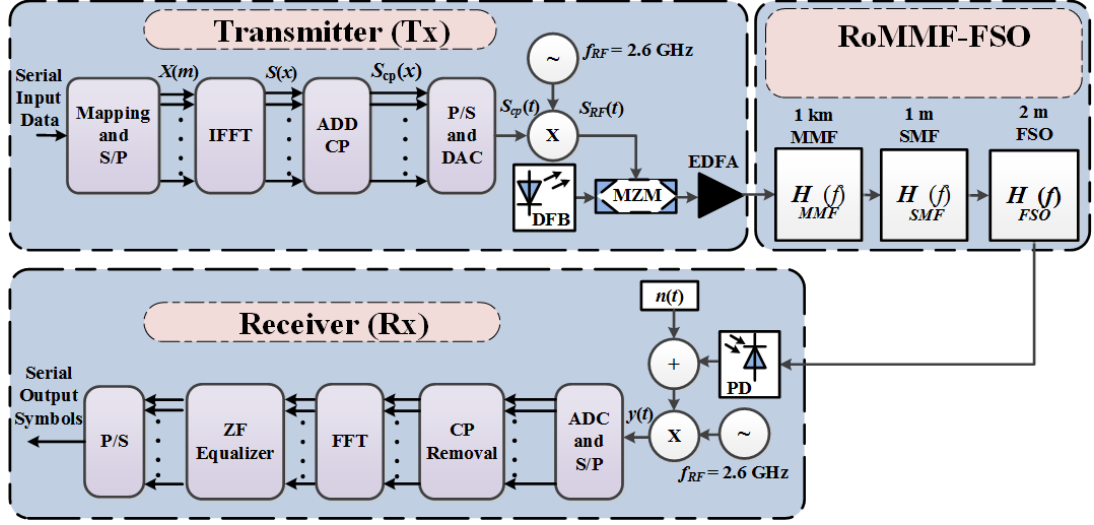 Transmitter (Tx)
Serial
Input
Data
Mapping
and
S/P
X(m)
IFFT
S(x)
ADD
CP
S_cp(x)
P/S
and
DAC
S_cp(t)
~
f_RF = 2.6 GHz
X
S_RF(t)
DFB
MZM
EDFA
RoMMF-FSO
1 km
MMF
H_MMF(f)
1 m
SMF
H_SMF(f)
2 m
FSO
H_FSO(f)
Receiver (Rx)
n(t)
+
PD
X
~
f_RF = 2.6 GHz
y(t)
ADC
and
S/P
CP
Removal
FFT
ZF
Equalizer
P/S
Serial
Output
Symbols